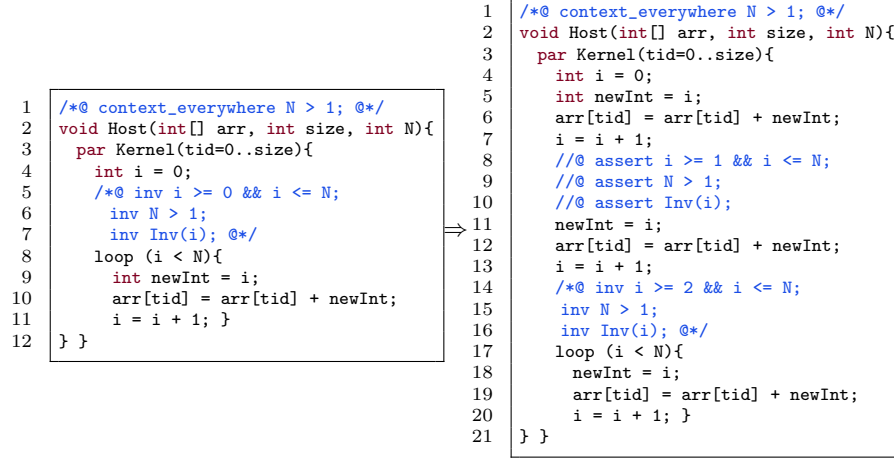 1 /*@ context_everywhere N > 1; @*/
2 void Host(int[] arr, int size, int N){
3 par Kernel(tid=0..size){
4 int i = 0;
5 /*@ inv i >= 0 && i <= N;
6 inv N > 1;
7 inv Inv(i); @*/
8 loop (i < N){
9 int newInt = i;
10 arr[tid] = arr[tid] + newInt;
11 i = i + 1; }
12 } }
⇒
1 /*@ context_everywhere N > 1; @*/
2 void Host(int[] arr, int size, int N){
3 par Kernel(tid=0..size){
4 int i = 0;
5 int newInt = i;
6 arr[tid] = arr[tid] + newInt;
7 i = i + 1;
8 //@ assert i >= 1 && i <= N;
9 //@ assert N > 1;
10 //@ assert Inv(i);
11 newInt = i;
12 arr[tid] = arr[tid] + newInt;
13 i = i + 1;
14 /*@ inv i >= 2 && i <= N;
15 inv N > 1;
16 inv Inv(i); @*/
17 loop (i < N){
18 newInt = i;
19 arr[tid] = arr[tid] + newInt;
20 i = i + 1; }
21 } }